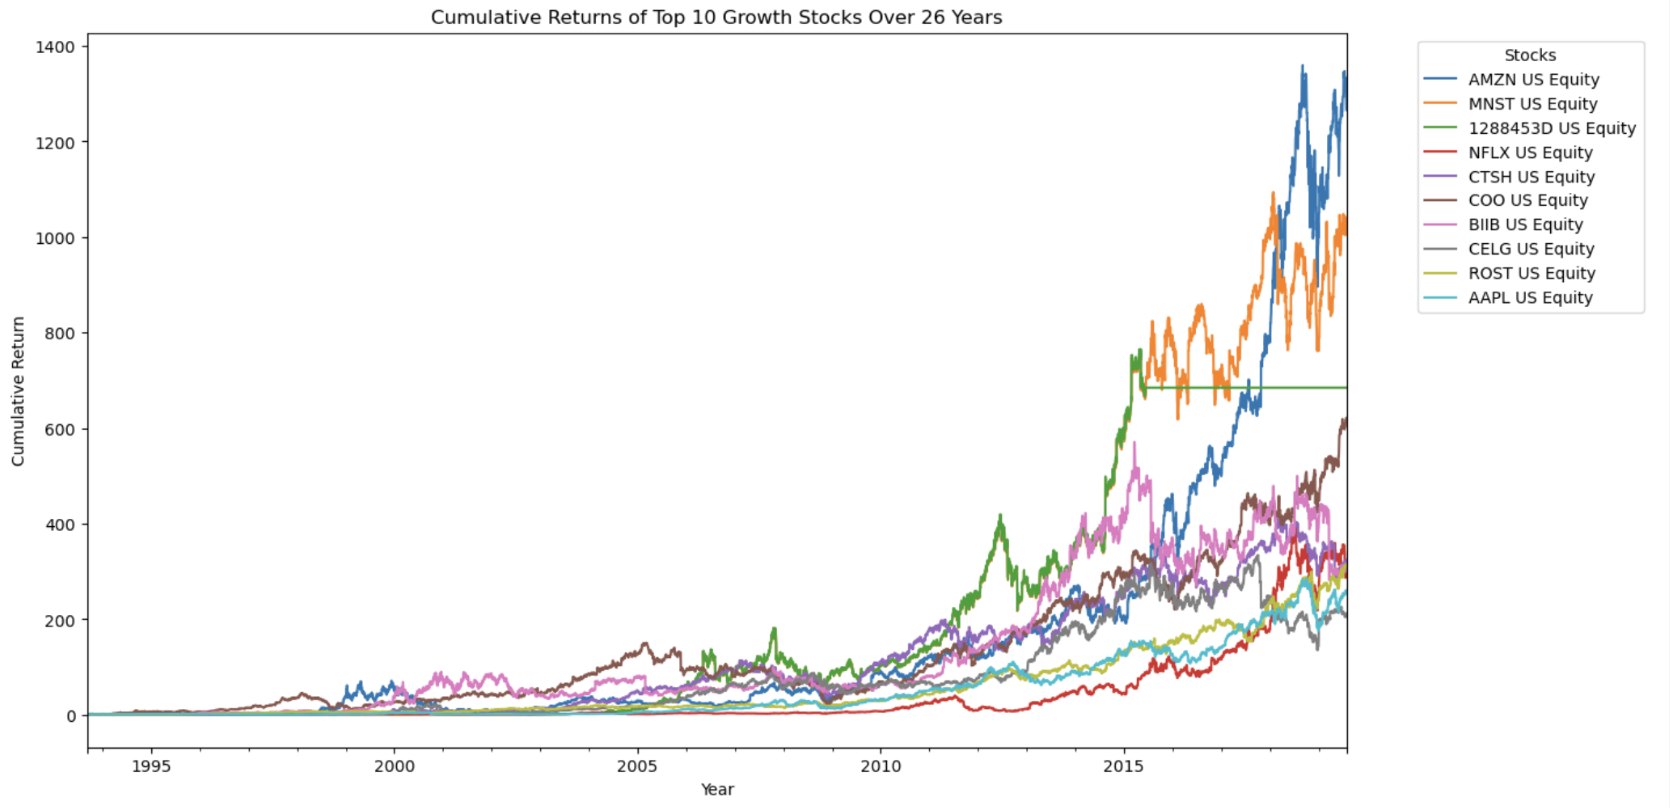 Cumulative Returns of Top 10 Growth Stocks Over 26 Years
1400
1200
1000
800
600
400
200
0
Cumulative Return
1995
2000
2005
2010
2015
Year
Stocks
AMZN US Equity
MNST US Equity
1288453D US Equity
NFLX US Equity
CTSH US Equity
COO US Equity
BIIB US Equity
CELG US Equity
ROST US Equity
AAPL US Equity